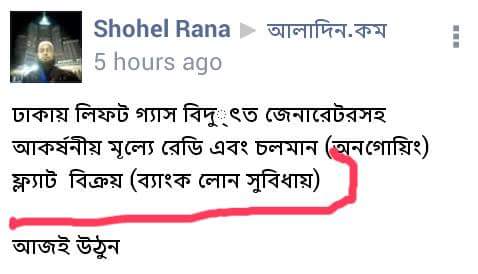 Shohel Rana ▶ আলাদিন.কম
5 hours ago
ঢাকায় লিফট গ্যাস বিদু্ৎত জেনারেটরসহ
আকর্ষনীয় মূল্যে রেডি এবং চলমান (অনগোয়িং)
ফ্ল্যাট বিক্রয় (ব্যাংক লোন সুবিধায়)
আজই উঠুন